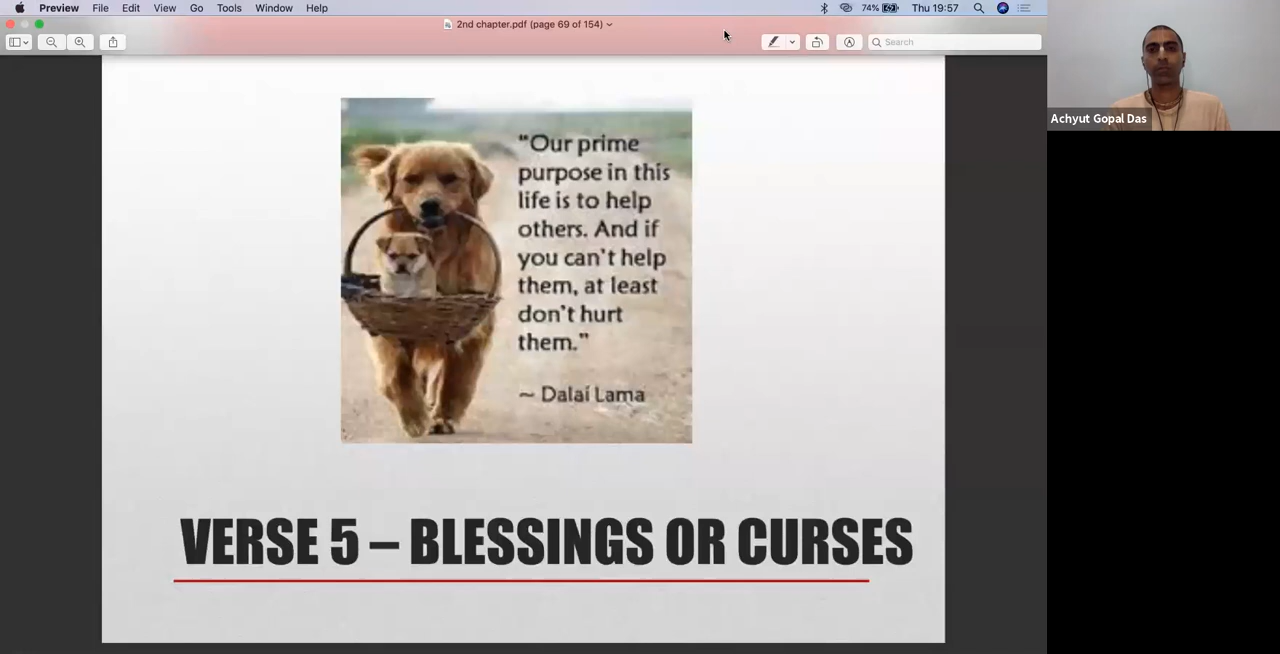 Preview File Edit View Go Tools Window Help 74% Thu 19:57
2nd chapter.pdf (page 69 of 154)
Search
Achyut Gopal Das
“Our prime
purpose in this
life is to help
others. And if
you can't help
them, at least
don't hurt
them.”
~ Dalai Lama
VERSE 5 – BLESSINGS OR CURSES